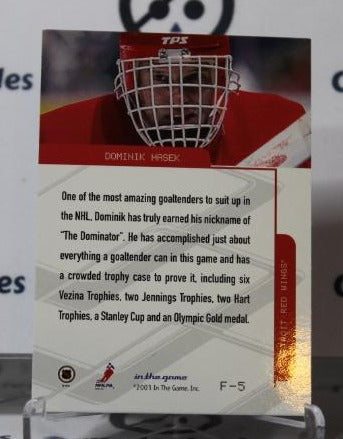 TPS
DOMINIK HASEK
One of the most amazing goaltenders to suit up in
the NHL, Dominik has truly earned his nickname of
"The Dominator". He has accomplished just about
everything a goaltender can in this game and has
a crowded trophy case to prove it, including six
Vezina Trophies, two Jennings Trophies, two Hart
Trophies, a Stanley Cup and an Olympic Gold medal.
DETROIT RED WINGS
NHLPA
in the game
©2003 In The Game, Inc.
F-5